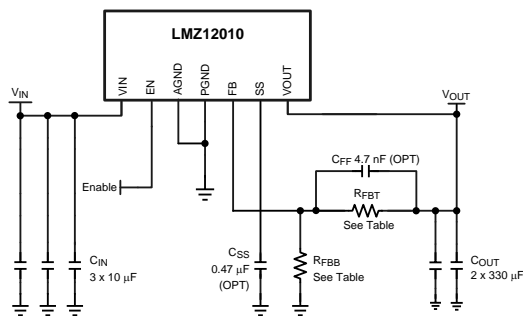 LMZ12010
VIN
EN
AGND
PGND
FB
SS
VOUT
VIN
VOUT
Enable
CFF 4.7 nF (OPT)
RFBT
See Table
CIN
3 x 10 μF
CSS
0.47 μF
(OPT)
RFBB
See Table
COUT
2 x 330 μF